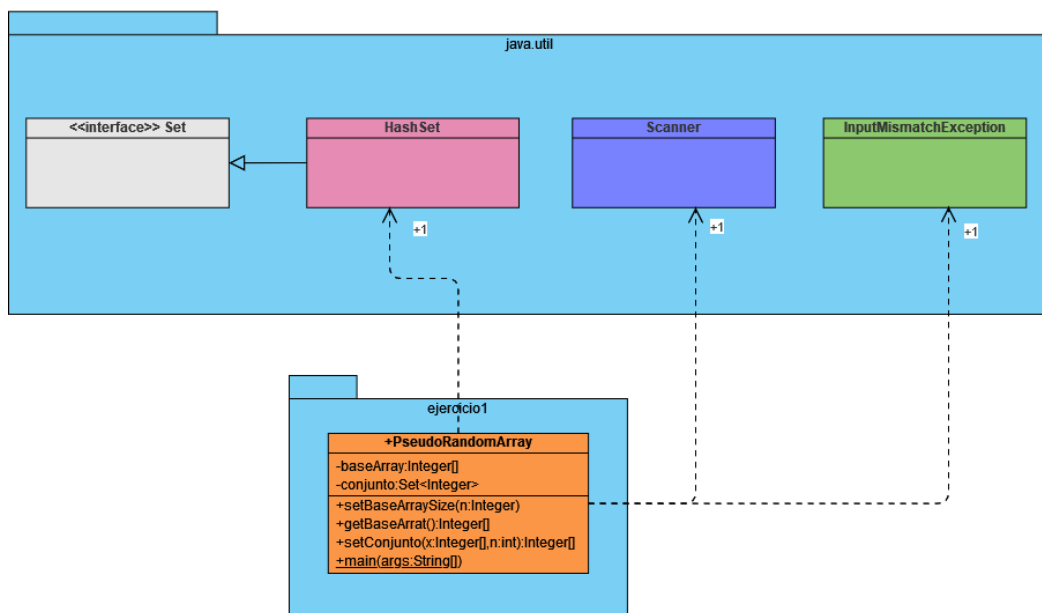 java.util
<<interface>> Set
HashSet
Scanner
InputMismatchException
+1
+1
+1
ejercicio1
+PseudoRandomArray
-baseArray:Integer[]
-conjunto:Set<Integer>
+setBaseArraySize(n:Integer)
+getBaseArrat():Integer[]
+setConjunto(x:Integer[],n:int):Integer[]
+main(args:String[])